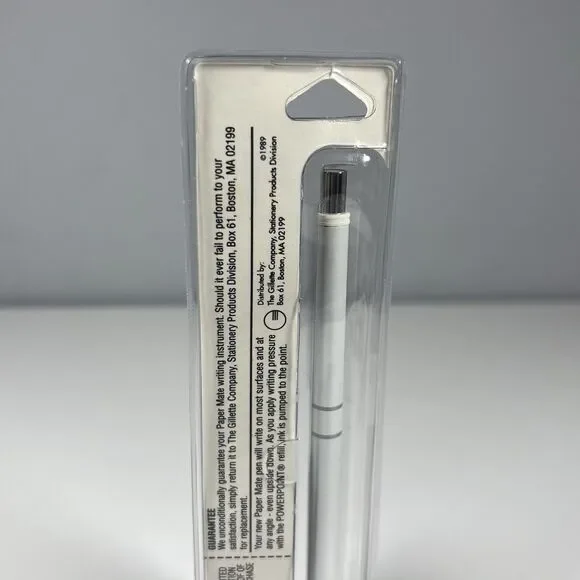 GUARANTEE
We unconditionally guarantee your Paper Mate writing instrument. Should it ever fail to perform to your
satisfaction, simply return it to The Gillette Company, Stationery Products Division, Box 61, Boston, MA 02199
for replacement.
Your new Paper Mate pen will write on most surfaces and at
any angle - even upside down. As you apply writing pressure
with the POWERPOINT® refill, ink is pumped to the point.
Distributed by:
The Gillette Company, Stationery Products Division
Box 61, Boston, MA 02199
©1989